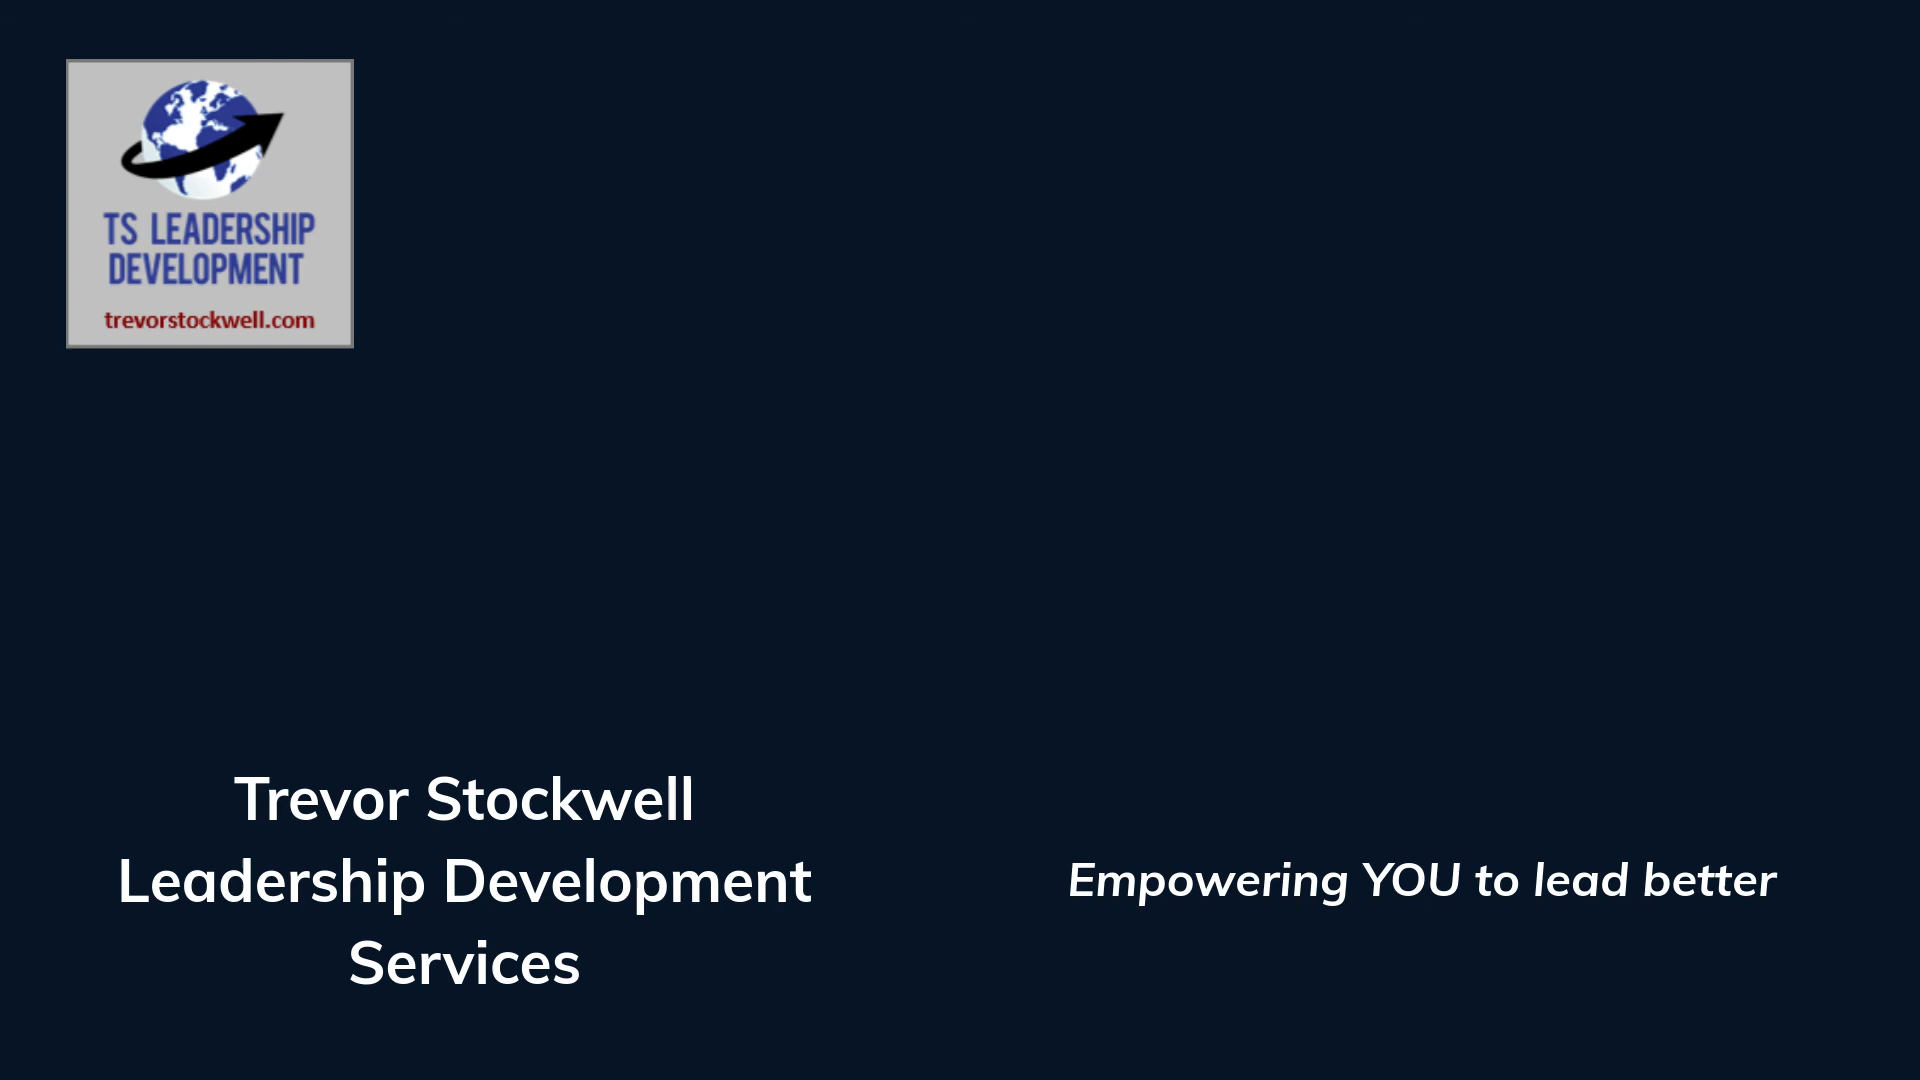 TS LEADERSHIP
DEVELOPMENT
trevorstockwell.com
Trevor Stockwell
Leadership Development
Services
Empowering YOU to lead better